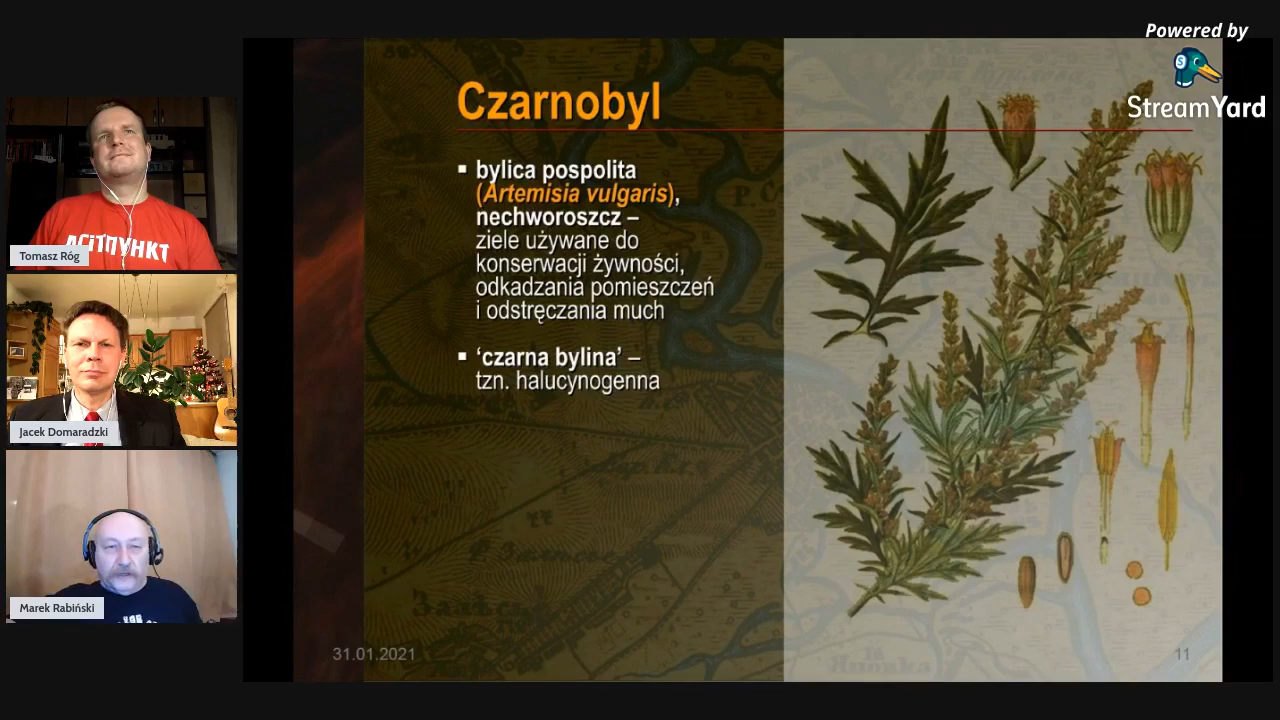 Powered by
StreamYard
Tomasz Róg
Jacek Domaradzki
Marek Rabiński
Czarnobyl
▪ bylica pospolita
(Artemisia vulgaris),
nechworoszcz –
ziele używane do
konserwacji żywności,
odkadzania pomieszczeń
i odstręczania much
▪ ‘czarna bylina’ –
tzn. halucynogenna
31.01.2021
11